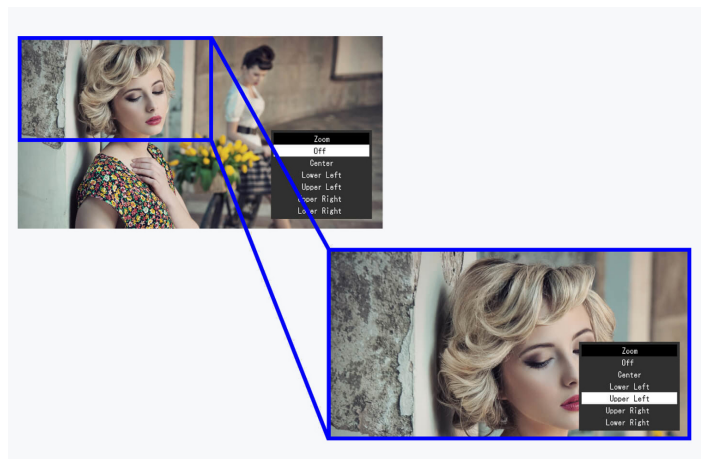 Zoom
Off
Center
Lower Left
Upper Left
Upper Right
Lower Right
Zoom
Off
Center
Lower Left
Upper Left
Upper Right
Lower Right